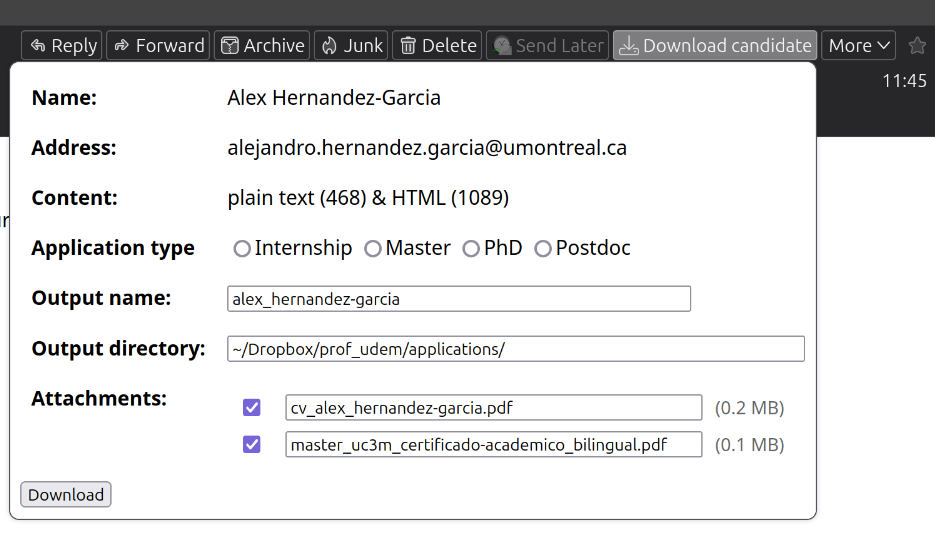 Reply Forward Archive Junk Delete Send Later Download candidate More
11:45
Name: Alex Hernandez-Garcia
Address: alejandro.hernandez.garcia@umontreal.ca
Content: plain text (468) & HTML (1089)
Application type Internship Master PhD Postdoc
Output name: alex_hernandez-garcia
Output directory: ~/Dropbox/prof_udem/applications/
Attachments: cv_alex_hernandez-garcia.pdf (0.2 MB)
master_uc3m_certificado-academico_bilingual.pdf (0.1 MB)
Download